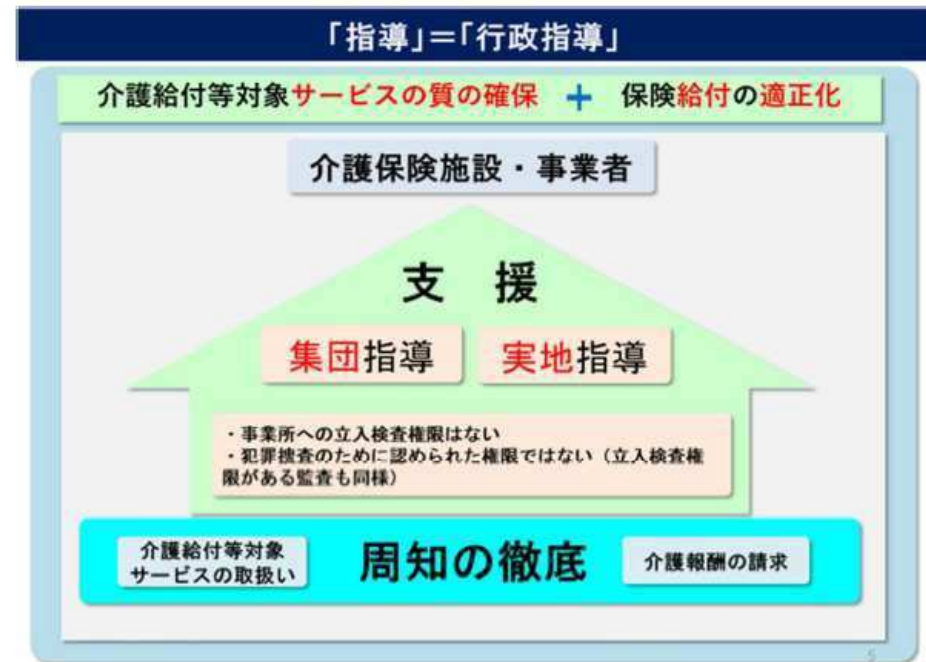 「指導」=「行政指導」
介護給付等対象サービスの質の確保 + 保険給付の適正化
介護保険施設・事業者
支 援
集団指導 実地指導
・事業所への立入検査権限はない
・犯罪捜査のために認められた権限ではない(立入検査権
限がある監査も同様)
介護給付等対象
サービスの取扱い
周知の徹底
介護報酬の請求
5